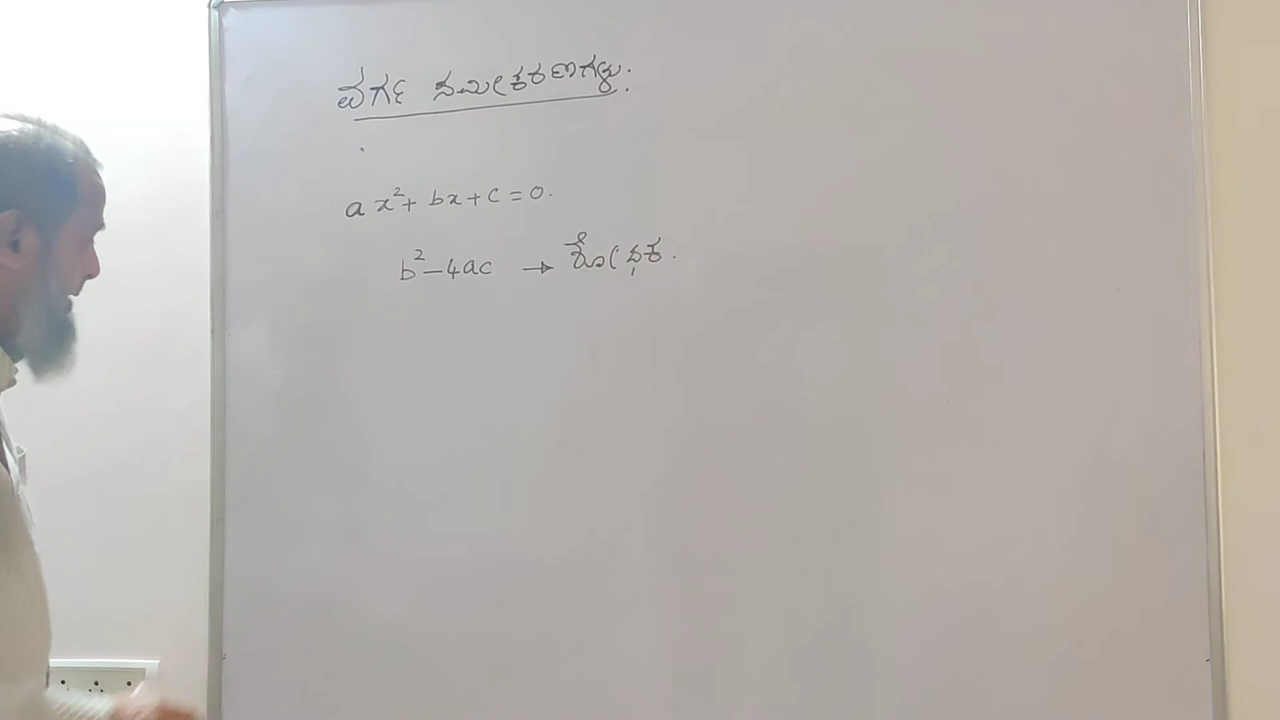 ವರ್ಗ ಸಮೀಕರಣಗಳು.
a x² + bx + c = 0.
b² – 4ac → ಶೋಧಕ.